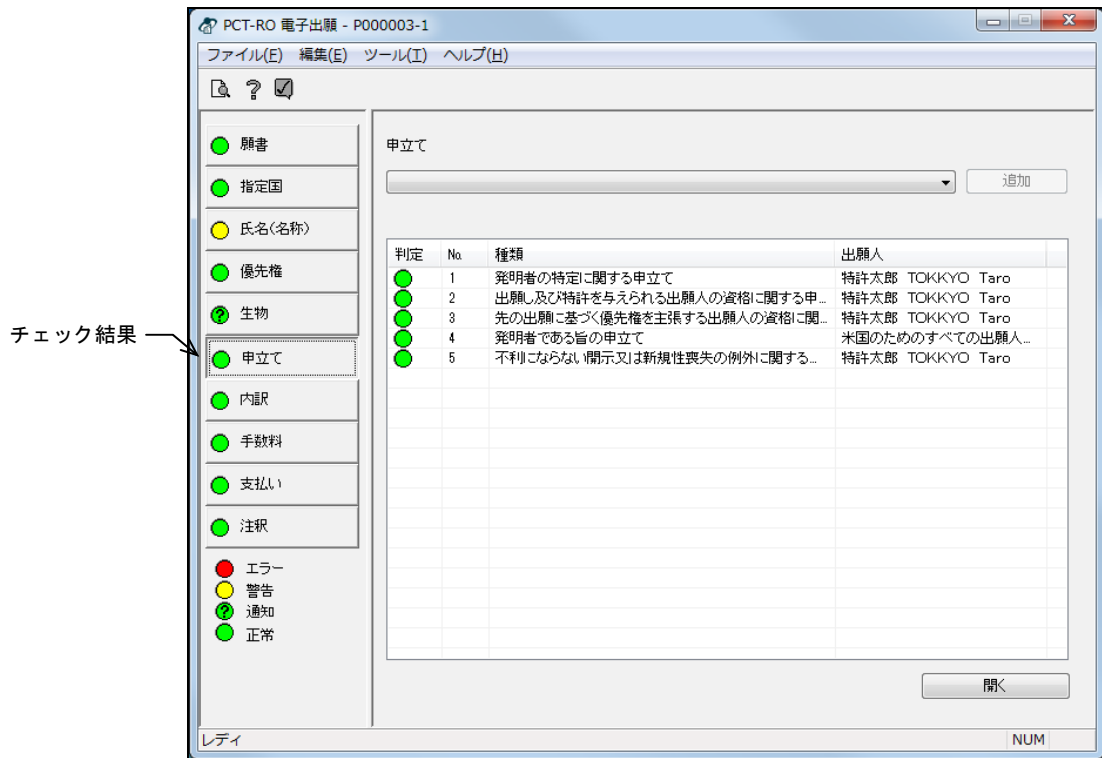 PCT-RO 電子出願 - P000003-1
ファイル(F) 編集(E) ツール(T) ヘルプ(H)
願書
指定国
氏名(名称)
優先権
生物
チェック結果
申立て
内訳
手数料
支払い
注釈
エラー
警告
通知
正常
申立て
追加
判定 No. 種類 出願人
1 発明者の特定に関する申立て 特許太郎 TOKKYO Taro
2 出願し及び特許を与えられる出願人の資格に関する申... 特許太郎 TOKKYO Taro
3 先の出願に基づく優先権を主張する出願人の資格に関... 特許太郎 TOKKYO Taro
4 発明者である旨の申立て 米国のためのすべての出願人...
5 不利にならない開示又は新規性喪失の例外に関する... 特許太郎 TOKKYO Taro
開く
レディ NUM